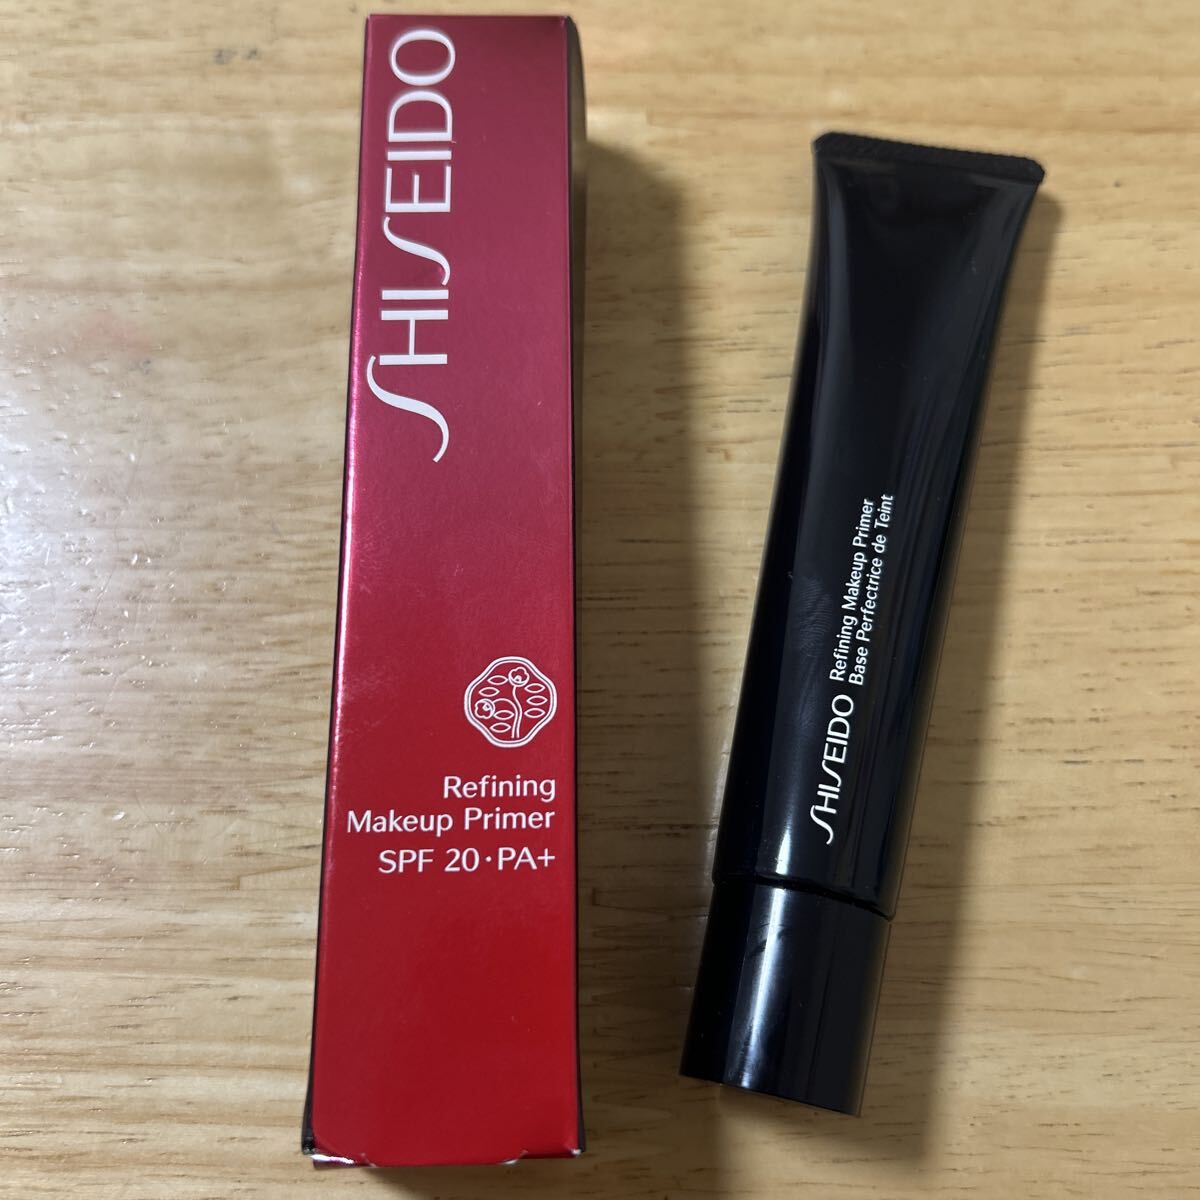 SHISEIDO
Refining
Makeup Primer
SPF 20・PA+
SHISEIDO
Refining Makeup Primer
Base Perfectrice de Teint